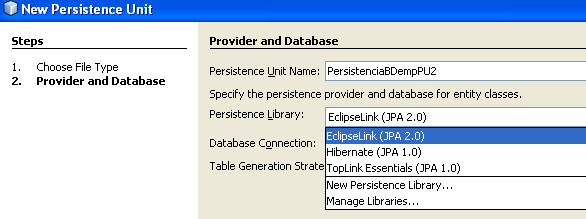 New Persistence Unit
Steps
1. Choose File Type
2. Provider and Database
Provider and Database
Persistence Unit Name: PersistenciaBDempPU2
Specify the persistence provider and database for entity classes.
Persistence Library: EclipseLink (JPA 2.0)
EclipseLink (JPA 2.0)
Database Connection: Hibernate (JPA 1.0)
Table Generation Strate TopLink Essentials (JPA 1.0)
New Persistence Library...
Manage Libraries...